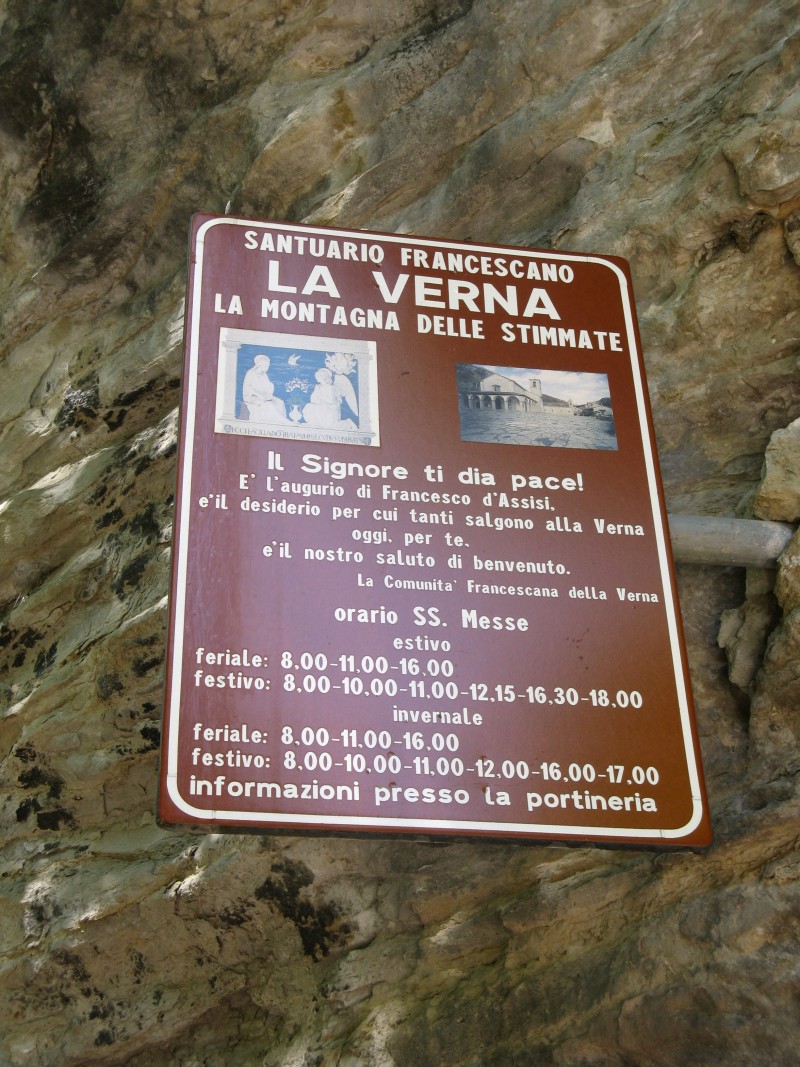 SANTUARIO FRANCESCANO
LA VERNA
LA MONTAGNA DELLE STIMMATE
Il Signore ti dia pace!
E' L'augurio di Francesco d'Assisi,
e'il desiderio per cui tanti salgono alla Verna
oggi, per te,
e'il nostro saluto di benvenuto.
La Comunita' Francescana della Verna
orario SS. Messe
estivo
feriale: 8,00-11,00-16,00
festivo: 8,00-10,00-11,00-12,15-16,30-18,00
invernale
feriale: 8,00-11,00-16,00
festivo: 8,00-10,00-11,00-12,00-16,00-17,00
informazioni presso la portineria